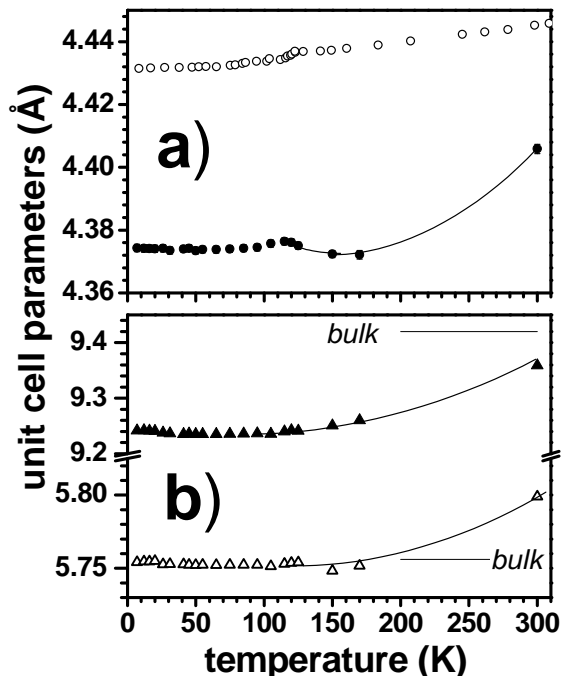 unit cell parameters (Å)
4.44
4.42
4.40
4.38
4.36
a)
9.4
9.3
9.2
5.80
5.75
bulk
b)
bulk
0 50 100 150 200 250 300
temperature (K)